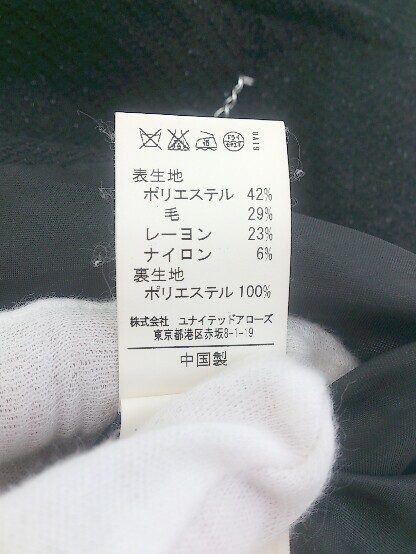 UA19
表生地
ポリエステル 42%
毛 29%
レーヨン 23%
ナイロン 6%
裏生地
ポリエステル 100%
株式会社 ユナイテッドアローズ
東京都港区赤坂8-1-19
中国製